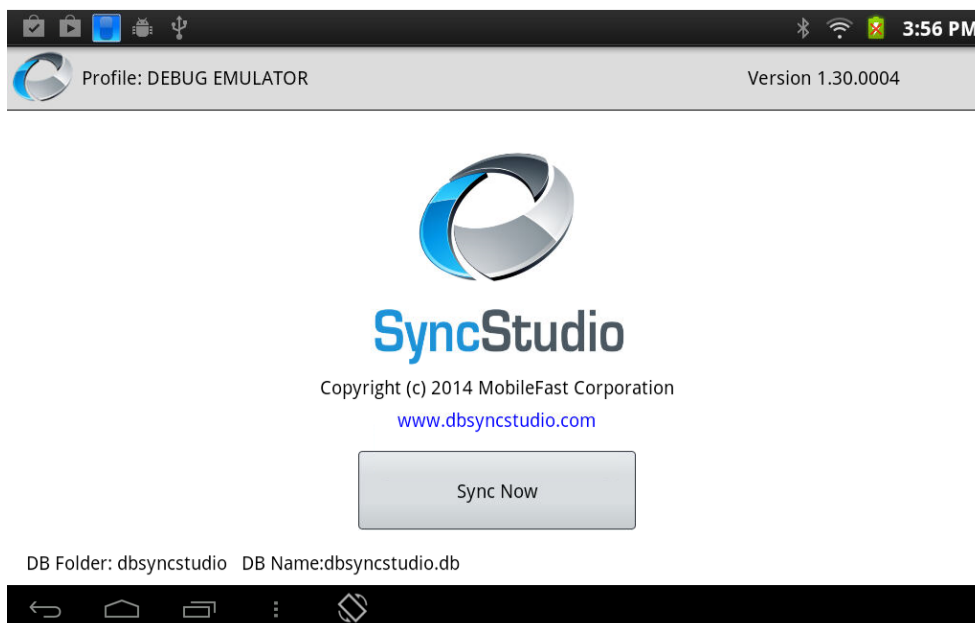 3:56 PM
Profile: DEBUG EMULATOR Version 1.30.0004
SyncStudio
Copyright (c) 2014 MobileFast Corporation
www.dbsyncstudio.com
Sync Now
DB Folder: dbsyncstudio DB Name:dbsyncstudio.db